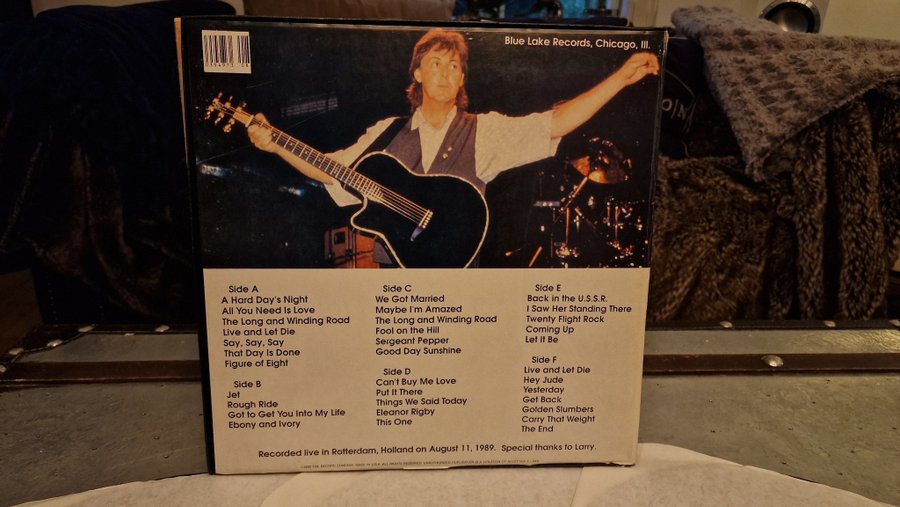 Blue Lake Records, Chicago, Ill.
Side A
A Hard Day's Night
All You Need Is Love
The Long and Winding Road
Live and Let Die
Say, Say, Say
That Day Is Done
Figure of Eight
Side B
Jet
Rough Ride
Got to Get You Into My Life
Ebony and Ivory
Side C
We Got Married
Maybe I'm Amazed
The Long and Winding Road
Fool on the Hill
Sergeant Pepper
Good Day Sunshine
Side D
Can't Buy Me Love
Put It There
Things We Said Today
Eleanor Rigby
This One
Side E
Back in the U.S.S.R.
I Saw Her Standing There
Twenty Flight Rock
Coming Up
Let It Be
Side F
Live and Let Die
Hey Jude
Yesterday
Get Back
Golden Slumbers
Carry That Weight
The End
Recorded live in Rotterdam, Holland on August 11, 1989. Special thanks to Larry.